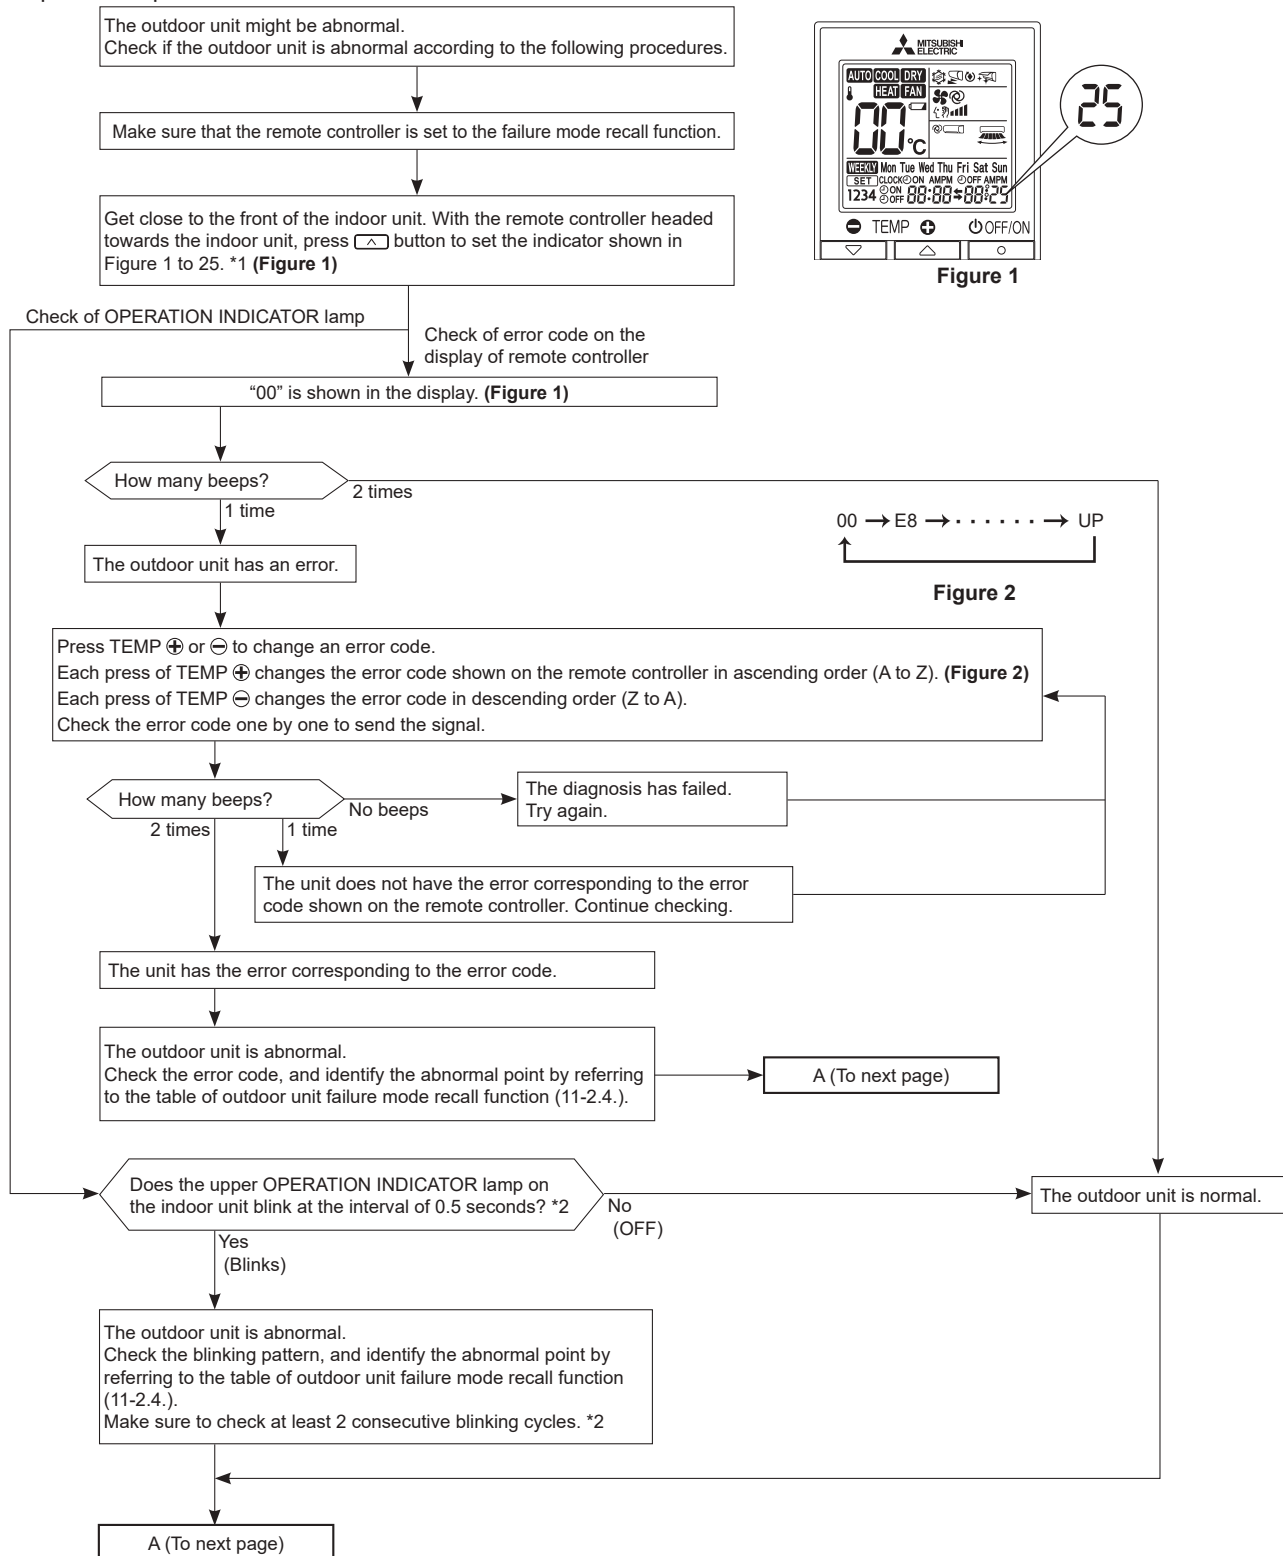 The outdoor unit might be abnormal.
Check if the outdoor unit is abnormal according to the following procedures.
Make sure that the remote controller is set to the failure mode recall function.
Get close to the front of the indoor unit. With the remote controller headed
towards the indoor unit, press button to set the indicator shown in
Figure 1 to 25. *1 (Figure 1)
MITSUBISHI
ELECTRIC
AUTO COOL DRY
HEAT FAN
00°C
25
WEEKLY Mon Tue Wed Thu Fri Sat Sun
SET CLOCK ON AMPM OFF AMPM
1234 ON OFF 88:88 88:25
TEMP OFF/ON
Figure 1
Check of OPERATION INDICATOR lamp
Check of error code on the
display of remote controller
“00” is shown in the display. (Figure 1)
How many beeps?
2 times
1 time
The outdoor unit has an error.
00 → E8 → · · · · · · → UP
Figure 2
Press TEMP ⊕ or ⊖ to change an error code.
Each press of TEMP ⊕ changes the error code shown on the remote controller in ascending order (A to Z). (Figure 2)
Each press of TEMP ⊖ changes the error code in descending order (Z to A).
Check the error code one by one to send the signal.
How many beeps?
No beeps
The diagnosis has failed.
Try again.
2 times
1 time
The unit does not have the error corresponding to the error
code shown on the remote controller. Continue checking.
The unit has the error corresponding to the error code.
The outdoor unit is abnormal.
Check the error code, and identify the abnormal point by referring
to the table of outdoor unit failure mode recall function (11-2.4.).
A (To next page)
Does the upper OPERATION INDICATOR lamp on
the indoor unit blink at the interval of 0.5 seconds? *2
No
(OFF)
The outdoor unit is normal.
Yes
(Blinks)
The outdoor unit is abnormal.
Check the blinking pattern, and identify the abnormal point by
referring to the table of outdoor unit failure mode recall function
(11-2.4.).
Make sure to check at least 2 consecutive blinking cycles. *2
A (To next page)